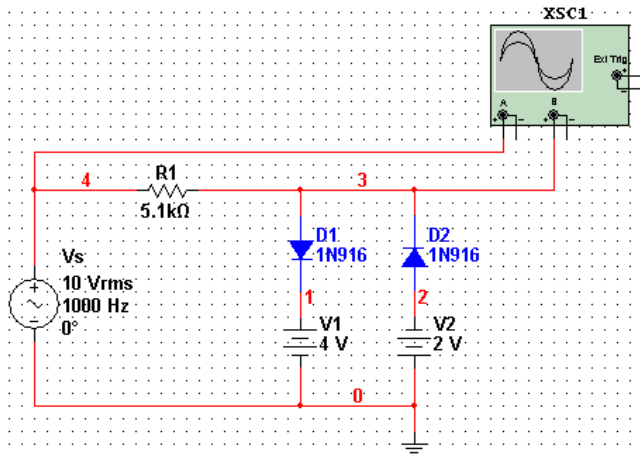 XSC1
Ext Trig
+
-
A
B
+ - + -
4
R1
5.1kΩ
3
D1
1N916
D2
1N916
Vs
10 Vrms
1000 Hz
0°
1
V1
4 V
2
V2
2 V
0